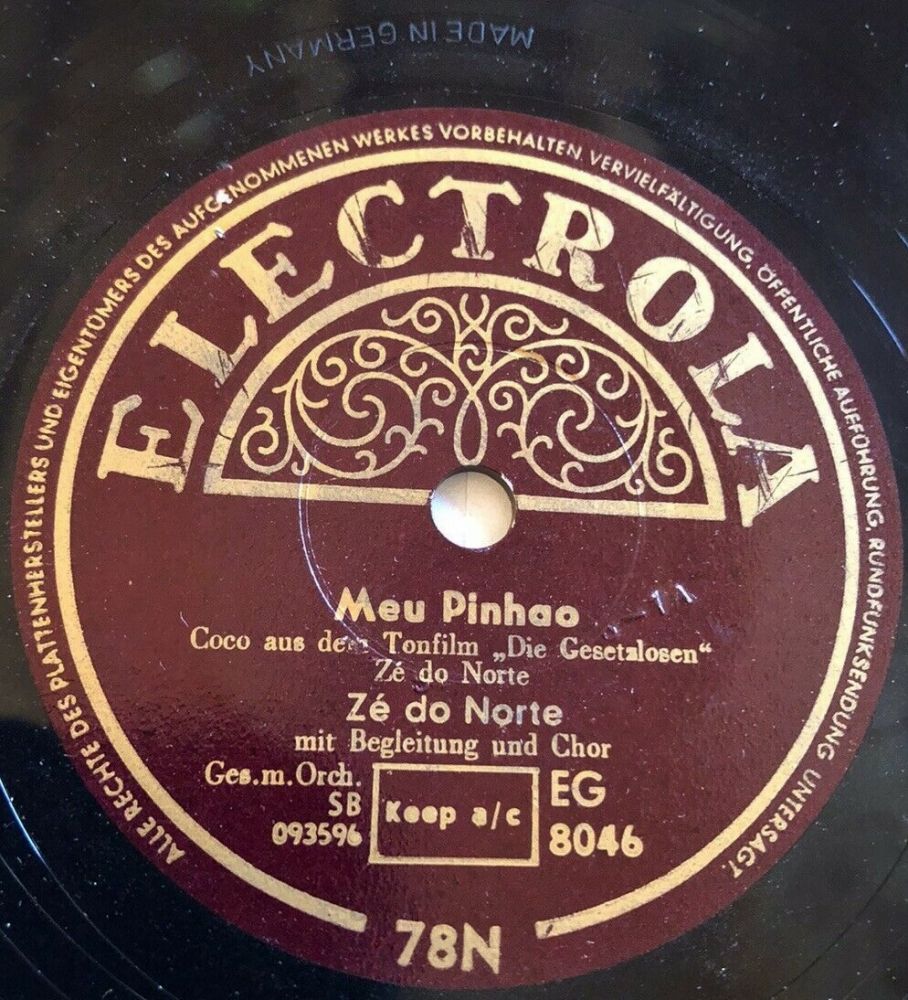 MADE IN GERMANY
ALLE RECHTE DES PLATTENHERSTELLERS UND EIGENTÜMERS DES AUFGENOMMENEN WERKES VORBEHALTEN. VERVIELFÄLTIGUNG, ÖFFENTLICHE AUFFÜHRUNG, RUNDFUNKSENDUNG UNTERSAGT.
ELECTROLA
Meu Pinhao
Coco aus dem Tonfilm „Die Gesetzlosen“
Zé do Norte
Zé do Norte
mit Begleitung und Chor
Ges.m.Orch.
SB
093596
Keep a/c
EG
8046
78N